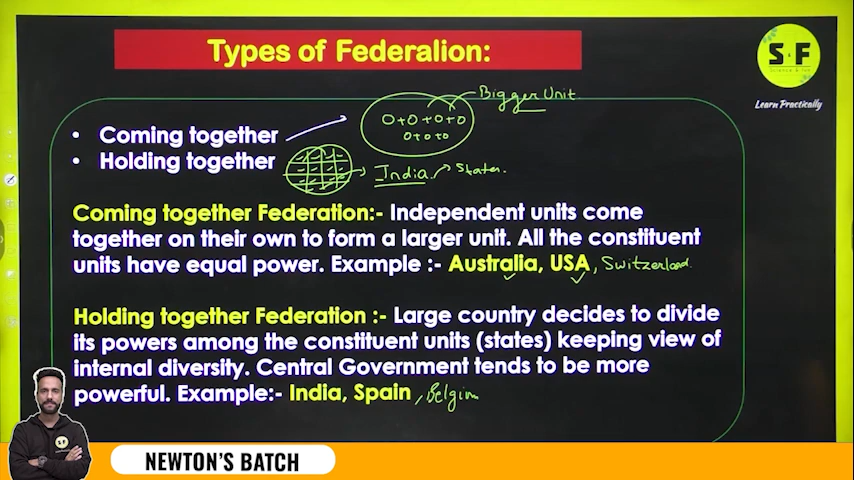 Types of Federalion:
S F
Science & Fun
Learn Practically
Bigger Unit
O+O+O+O
O+O+O
• Coming together
• Holding together
India
States.
Coming together Federation:- Independent units come
together on their own to form a larger unit. All the constituent
units have equal power. Example :- Australia, USA, Switzerland.
Holding together Federation :- Large country decides to divide
its powers among the constituent units (states) keeping view of
internal diversity. Central Government tends to be more
powerful. Example:- India, Spain, Belgium
NEWTON'S BATCH